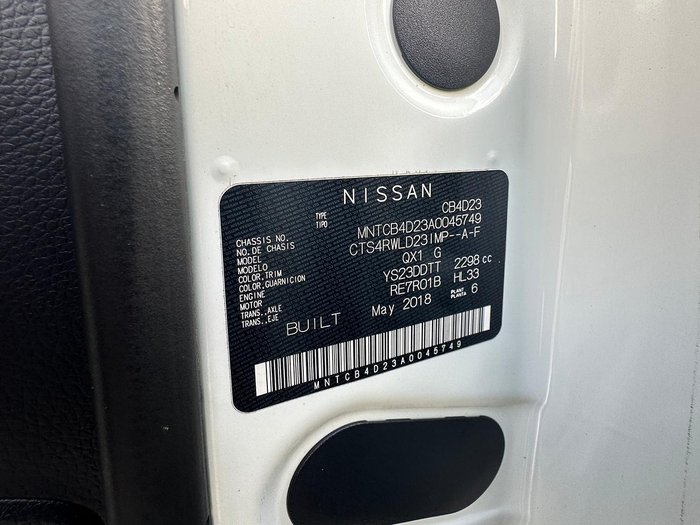 NISSAN
TYPE
TIPO
CB4D23
CHASSIS NO.
NO. DE CHASIS
MNTCB4D23A0045749
MODEL
MODELO
CTS4RWLD23IMP--A-F
COLOR,TRIM
COLOR,GUARNICION
QX1 G
ENGINE
MOTOR
YS23DDTT 2298 cc
TRANS.,AXLE
TRANS.,EJE
RE7R01B HL33
BUILT May 2018
PLANT
PLANTA
6
MNTCB4D23A0045749